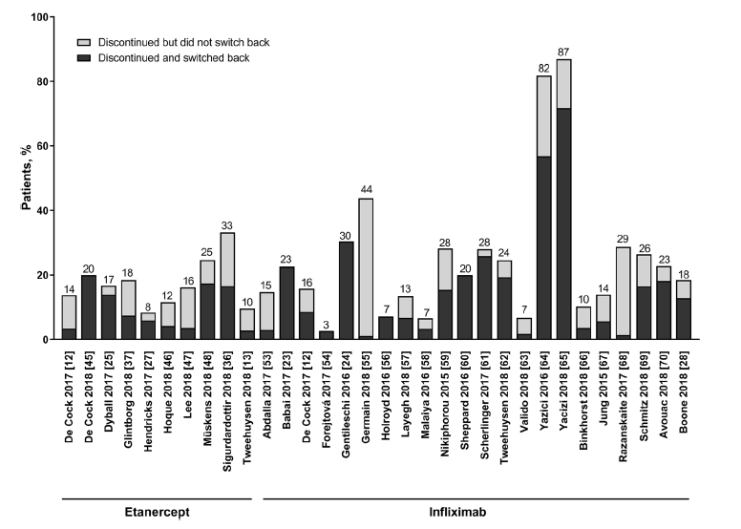 100
80
60
40
20
0
Patients, %
Discontinued but did not switch back
Discontinued and switched back
14
20
17
18
8
12
16
25
33
10
15
23
16
3
30
44
7
13
7
28
20
28
24
7
82
87
10
14
29
26
23
18
De Cock 2017 [12]
De Cock 2018 [45]
Dyball 2017 [25]
Glintborg 2018 [37]
Hendricks 2017 [27]
Hoque 2018 [46]
Lee 2018 [47]
Müskens 2018 [48]
Sigurdardottir 2018 [36]
Tweehuysen 2018 [13]
Abdalla 2017 [53]
Babai 2017 [23]
De Cock 2017 [12]
Forejtová 2017 [54]
Gentileschi 2016 [24]
Germain 2018 [55]
Holroyd 2016 [56]
Layegh 2018 [57]
Malaiya 2016 [58]
Nikiphorou 2015 [59]
Sheppard 2016 [60]
Scherlinger 2017 [61]
Tweehuysen 2018 [62]
Valido 2018 [63]
Yazici 2016 [64]
Yacizi 2018 [65]
Binkhorst 2018 [66]
Jung 2015 [67]
Razanskaite 2017 [68]
Schmitz 2018 [69]
Avouac 2018 [70]
Boone 2018 [28]
Etanercept
Infliximab